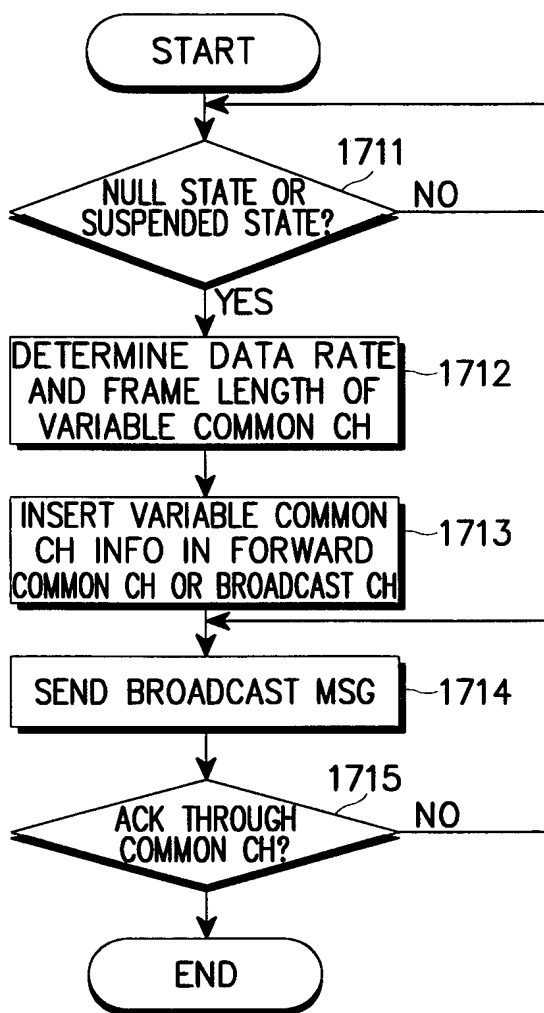 START
1711
NULL STATE OR
SUSPENDED STATE?
NO
YES
DETERMINE DATA RATE
AND FRAME LENGTH OF
VARIABLE COMMON CH
1712
INSERT VARIABLE COMMON
CH INFO IN FORWARD
COMMON CH OR BROADCAST CH
1713
SEND BROADCAST MSG
1714
1715
ACK THROUGH
COMMON CH?
NO
END